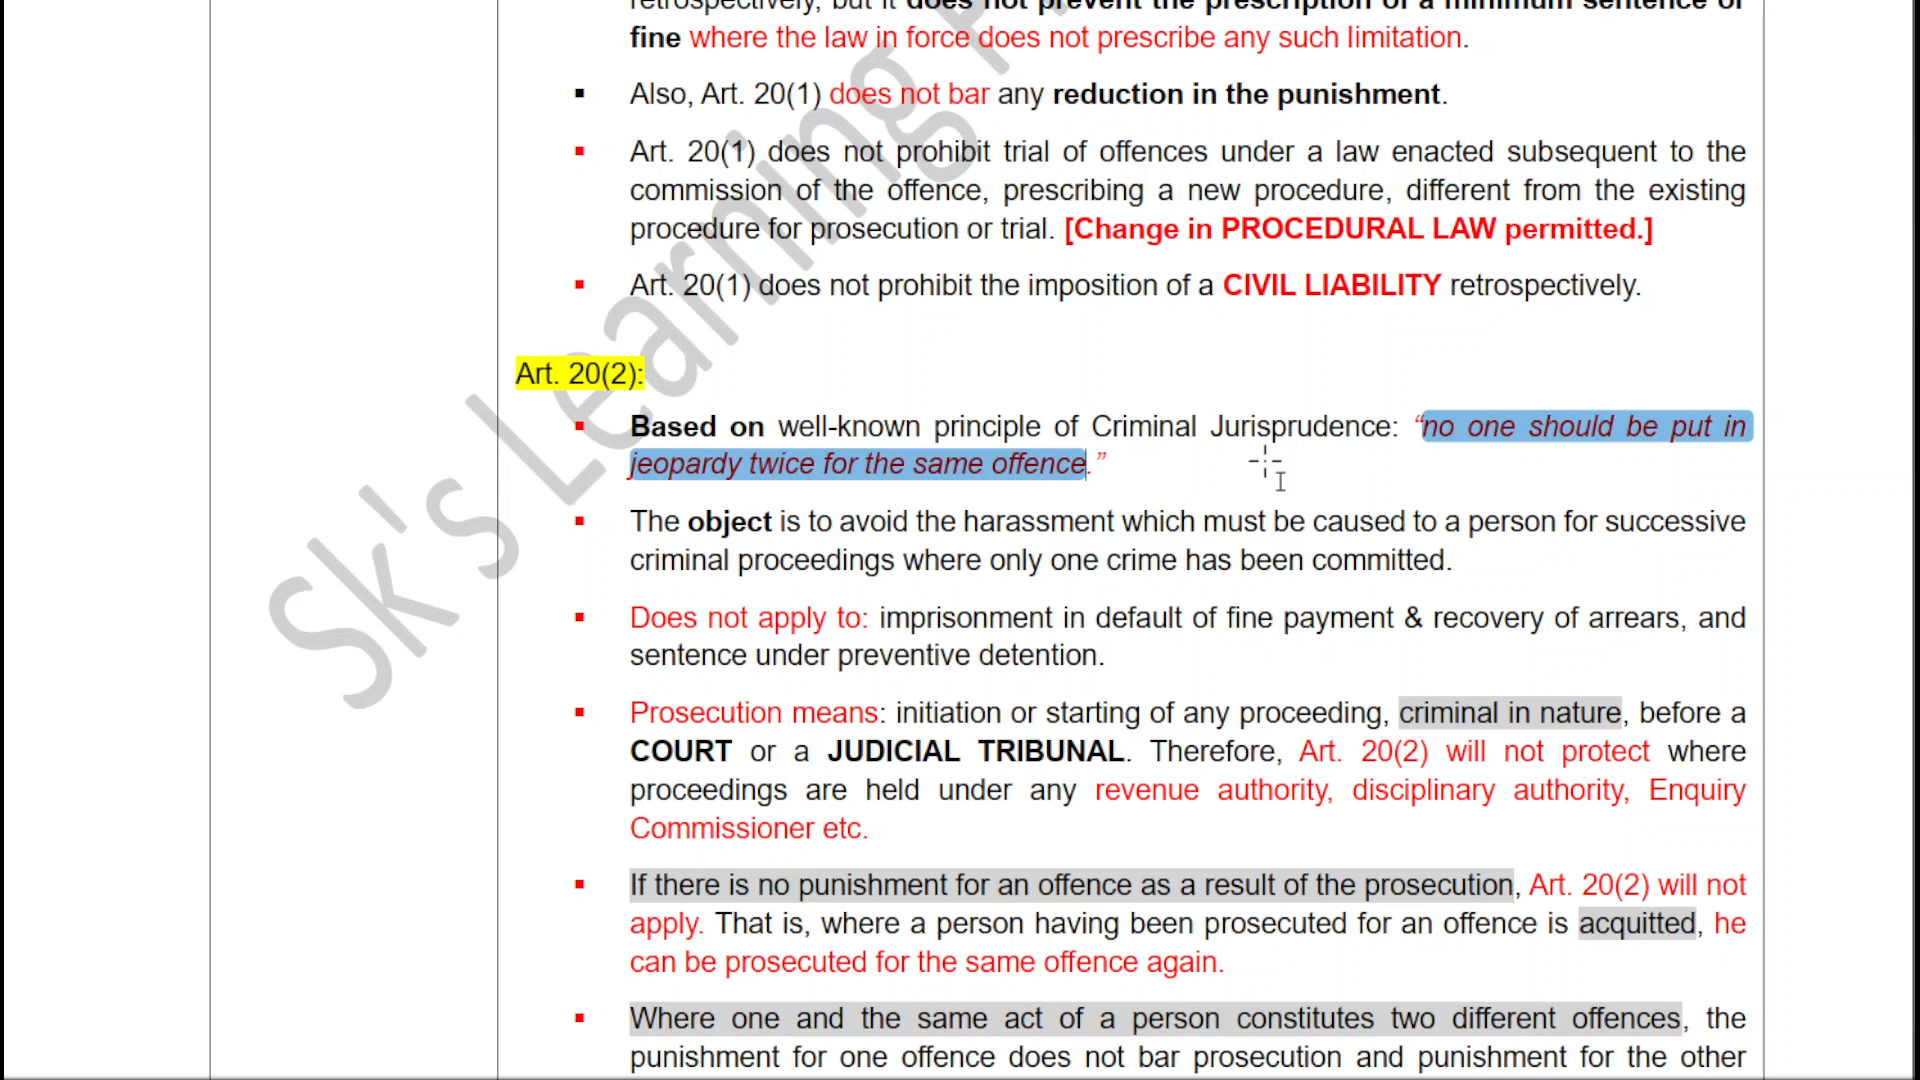 retrospectively, but it does not prevent the prescription of a minimum sentence or
fine where the law in force does not prescribe any such limitation.
▪ Also, Art. 20(1) does not bar any reduction in the punishment.
▪ Art. 20(1) does not prohibit trial of offences under a law enacted subsequent to the
commission of the offence, prescribing a new procedure, different from the existing
procedure for prosecution or trial. [Change in PROCEDURAL LAW permitted.]
▪ Art. 20(1) does not prohibit the imposition of a CIVIL LIABILITY retrospectively.
Art. 20(2):
▪ Based on well-known principle of Criminal Jurisprudence: “no one should be put in
jeopardy twice for the same offence.”
▪ The object is to avoid the harassment which must be caused to a person for successive
criminal proceedings where only one crime has been committed.
▪ Does not apply to: imprisonment in default of fine payment & recovery of arrears, and
sentence under preventive detention.
▪ Prosecution means: initiation or starting of any proceeding, criminal in nature, before a
COURT or a JUDICIAL TRIBUNAL. Therefore, Art. 20(2) will not protect where
proceedings are held under any revenue authority, disciplinary authority, Enquiry
Commissioner etc.
▪ If there is no punishment for an offence as a result of the prosecution, Art. 20(2) will not
apply. That is, where a person having been prosecuted for an offence is acquitted, he
can be prosecuted for the same offence again.
▪ Where one and the same act of a person constitutes two different offences, the
punishment for one offence does not bar prosecution and punishment for the other
Sk's Learning